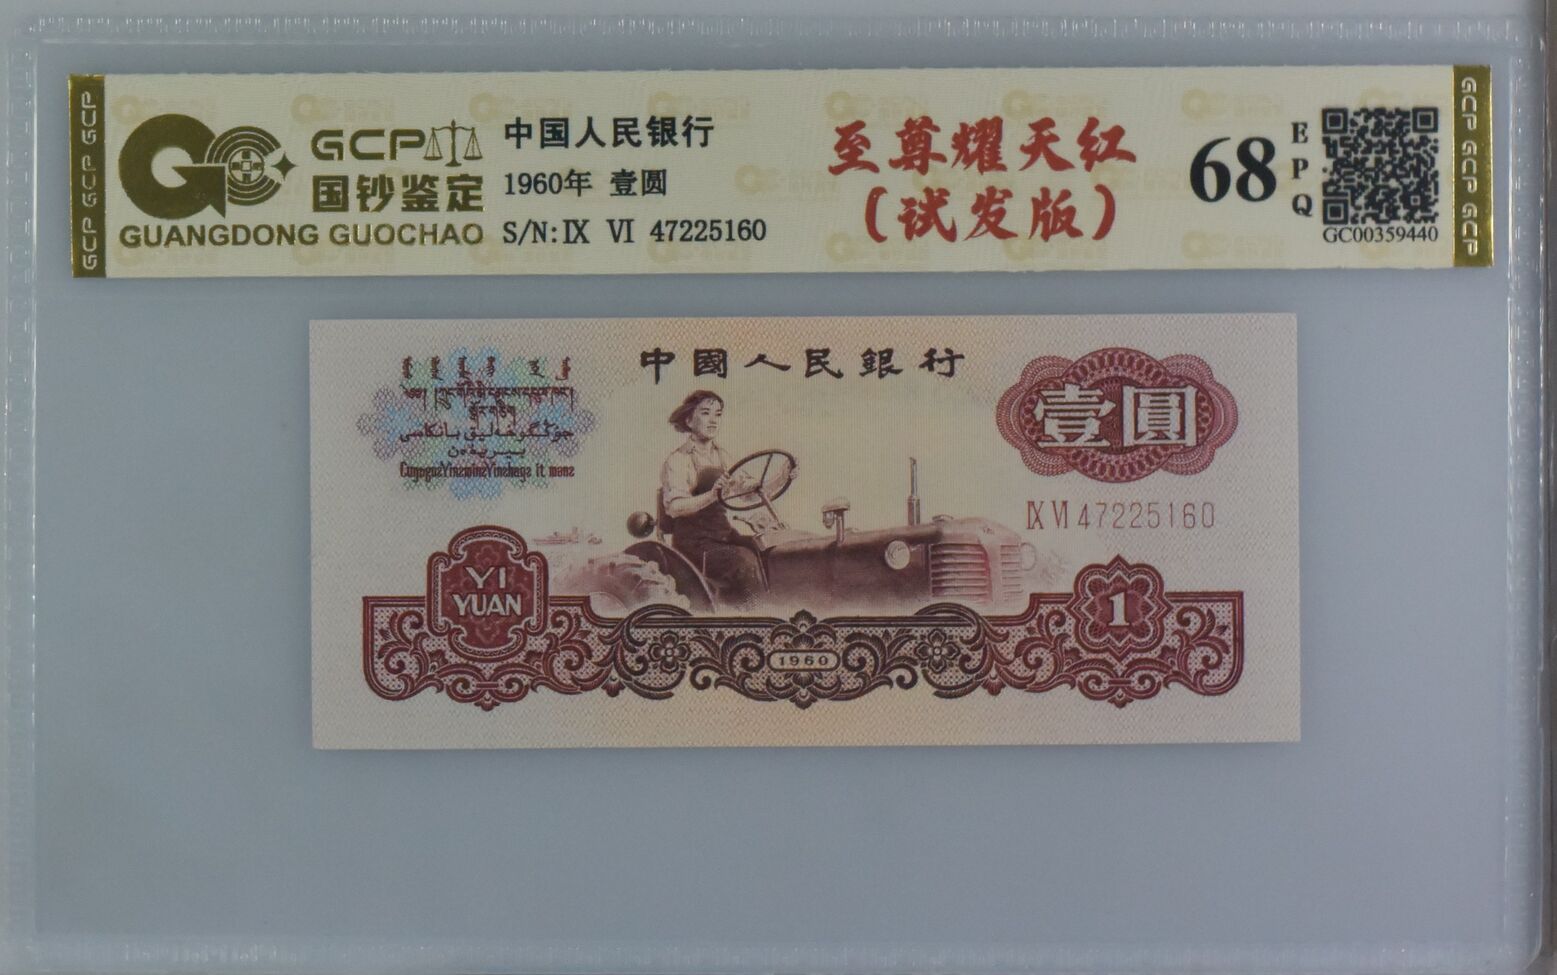 GCP GCP GCP
GCP
国钞鉴定
GUANGDONG GUOCHAO
中国人民银行
1960年 壹圆
S/N:Ⅸ Ⅵ 47225160
至尊耀天红
(试发版)
68
EPQ
GC00359440
GCP GCP GCP
中國人民銀行
壹圓
Ⅸ Ⅵ 47225160
YI
YUAN
1960
1